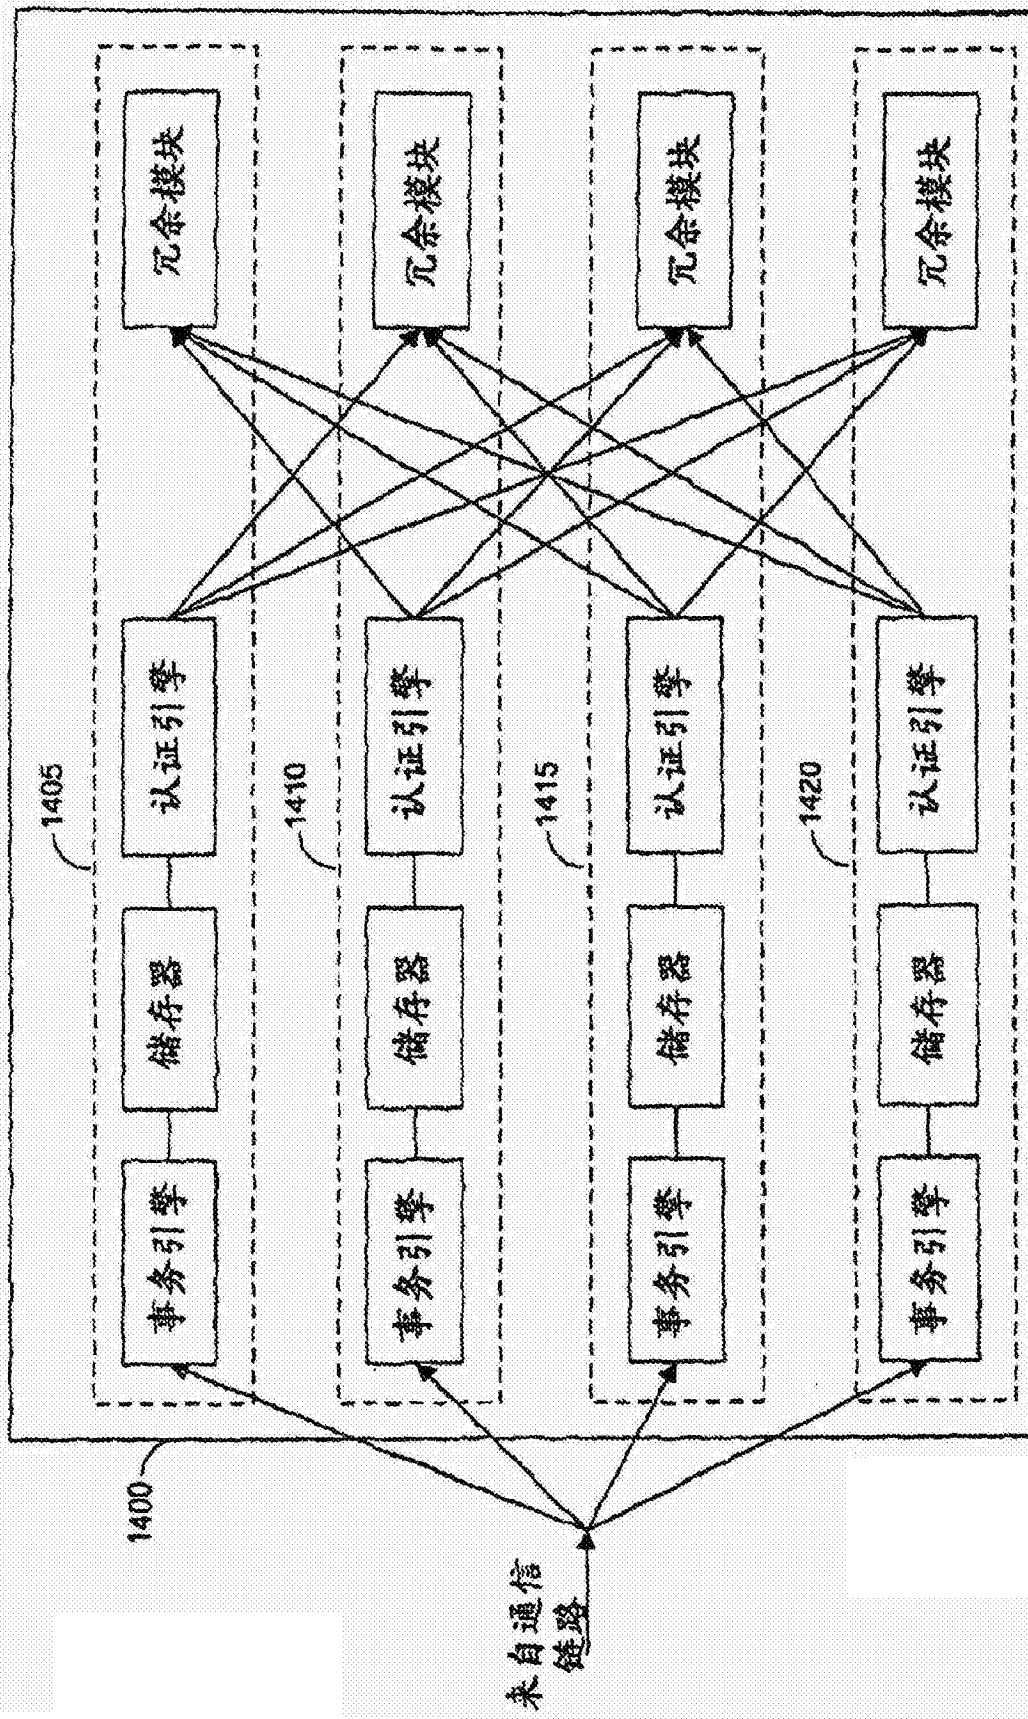 1400
来自通信
链路
1405
事务引擎
储存器
认证引擎
冗余模块
1410
事务引擎
储存器
认证引擎
冗余模块
1415
事务引擎
储存器
认证引擎
冗余模块
1420
事务引擎
储存器
认证引擎
冗余模块